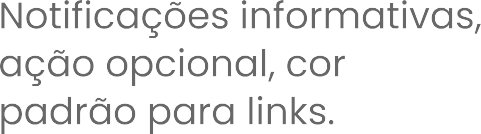 Notificações informativas,
ação opcional, cor
padrão para links.